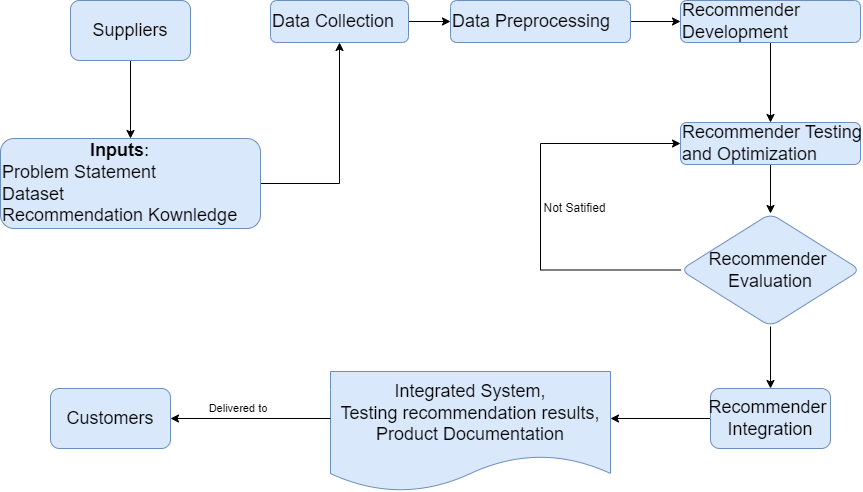 Suppliers
Inputs:
Problem Statement
Dataset
Recommendation Kownledge
Data Collection
Data Preprocessing
Recommender
Development
Recommender Testing
and Optimization
Not Satified
Recommender
Evaluation
Recommender
Integration
Integrated System,
Testing recommendation results,
Product Documentation
Delivered to
Customers